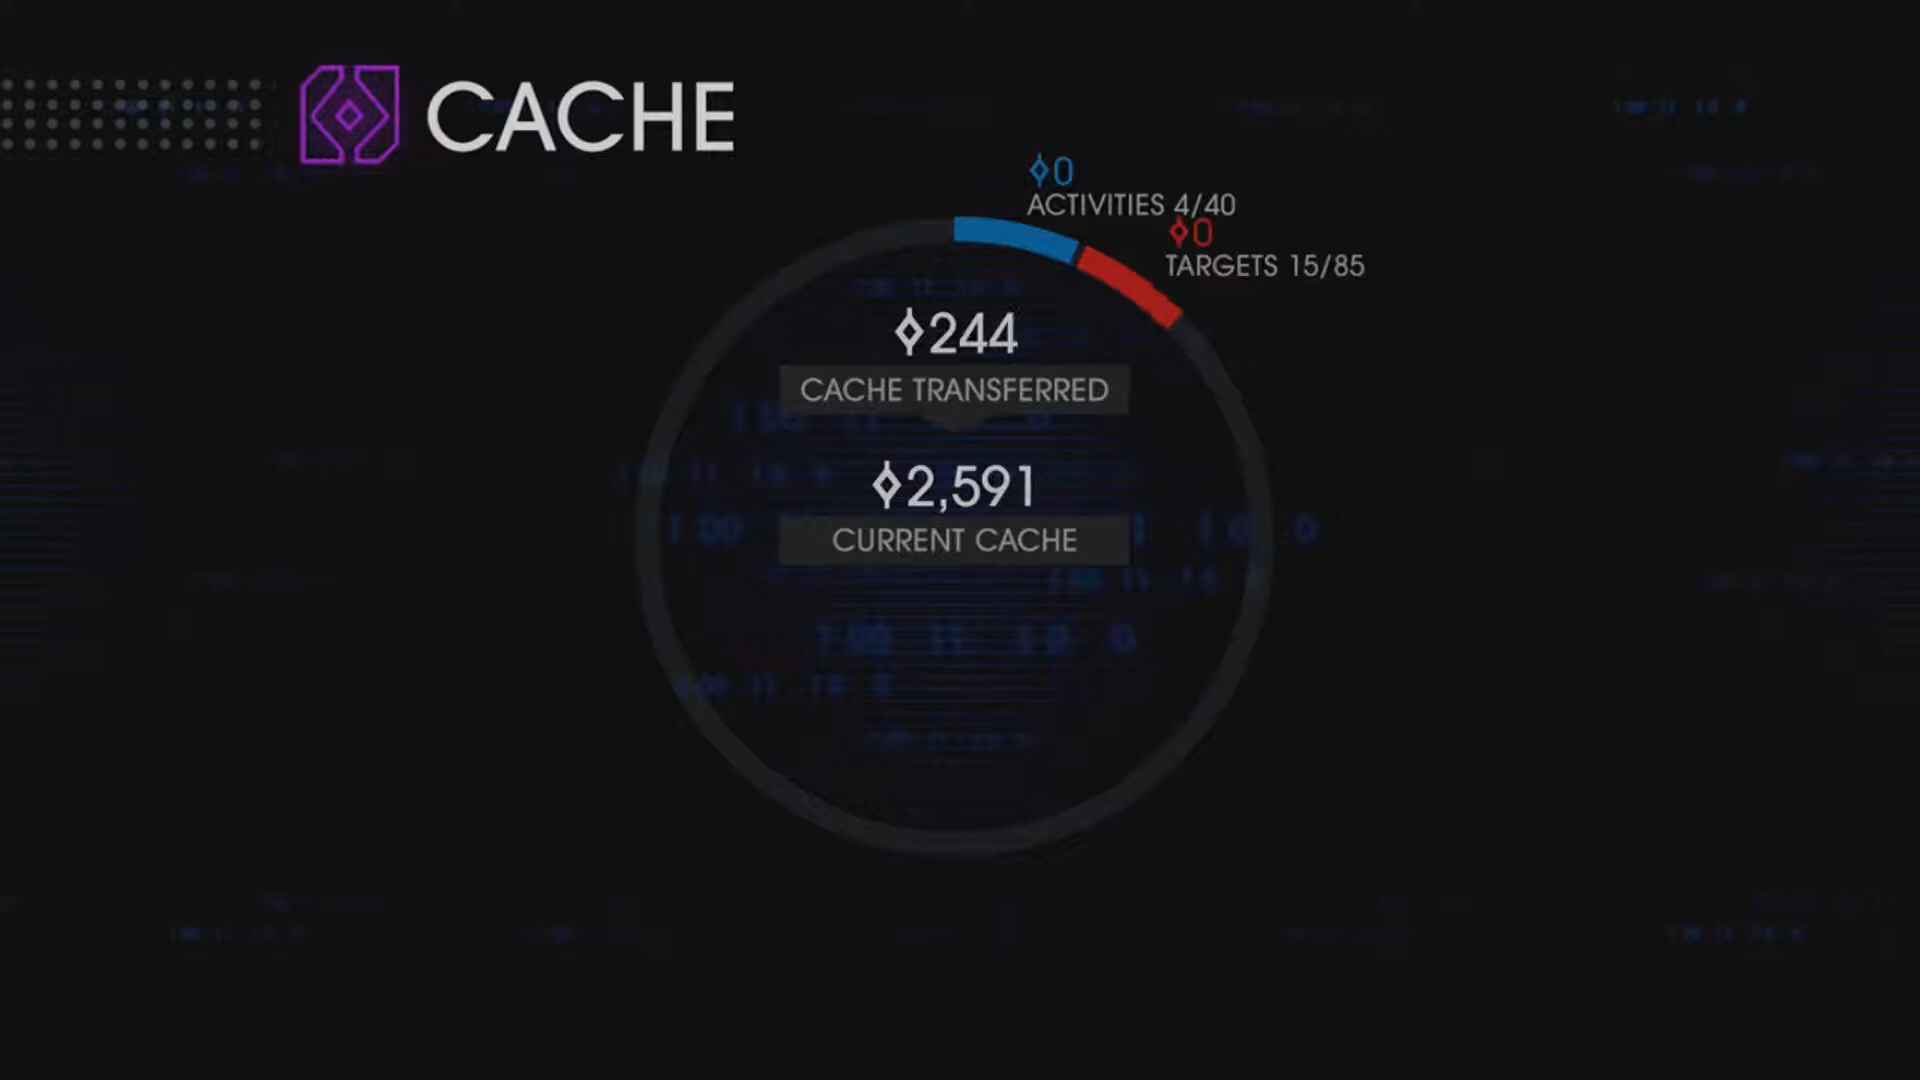 CACHE
0
ACTIVITIES 4/40
0
TARGETS 15/85
244
CACHE TRANSFERRED
2,591
CURRENT CACHE